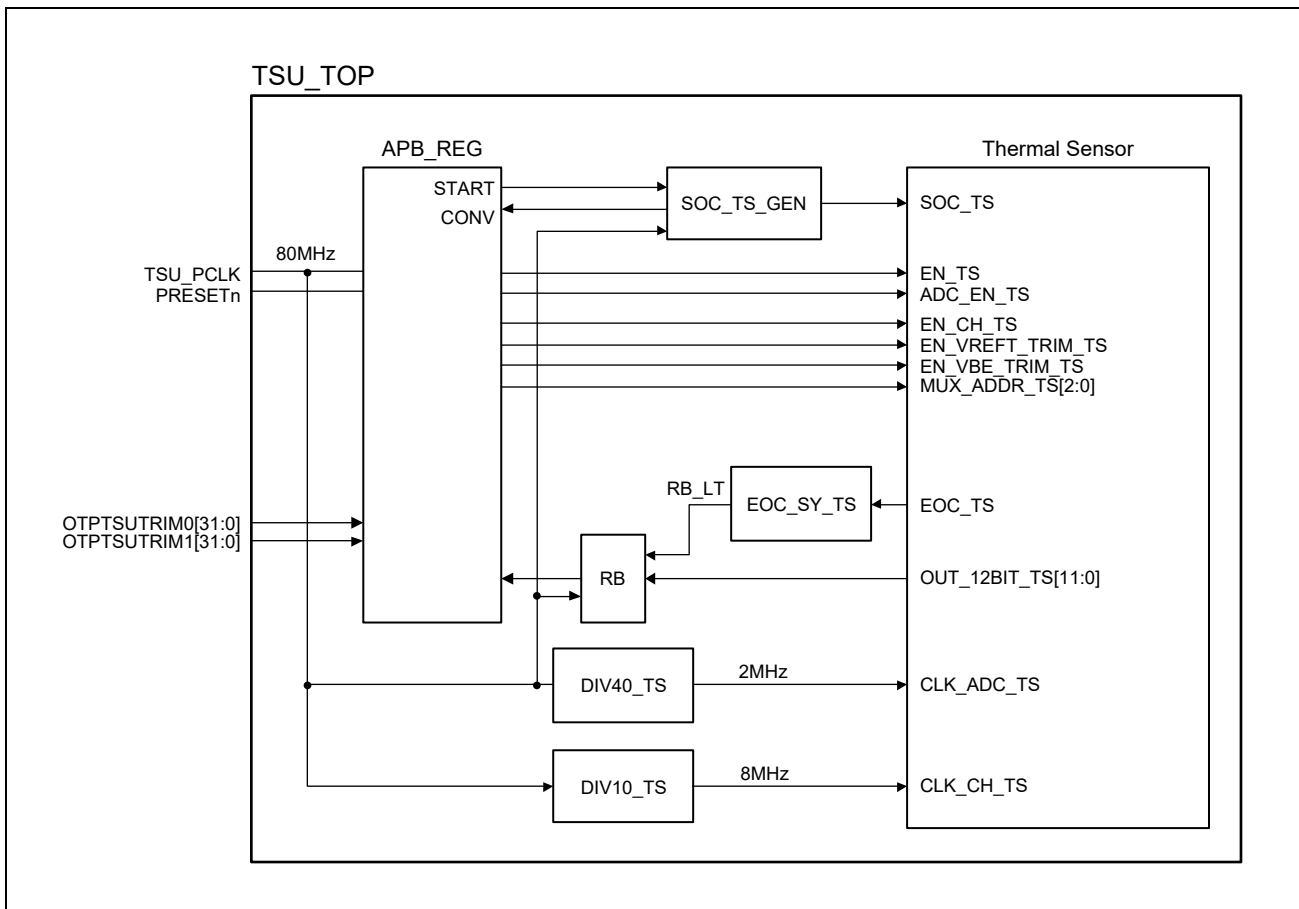 TSU_TOP
APB_REG
Thermal Sensor
START
CONV
SOC_TS_GEN
SOC_TS
80MHz
TSU_PCLK
PRESETn
EN_TS
ADC_EN_TS
EN_CH_TS
EN_VREFT_TRIM_TS
EN_VBE_TRIM_TS
MUX_ADDR_TS[2:0]
RB_LT
EOC_SY_TS
EOC_TS
OTPTSUTRIM0[31:0]
OTPTSUTRIM1[31:0]
RB
OUT_12BIT_TS[11:0]
DIV40_TS
2MHz
CLK_ADC_TS
DIV10_TS
8MHz
CLK_CH_TS